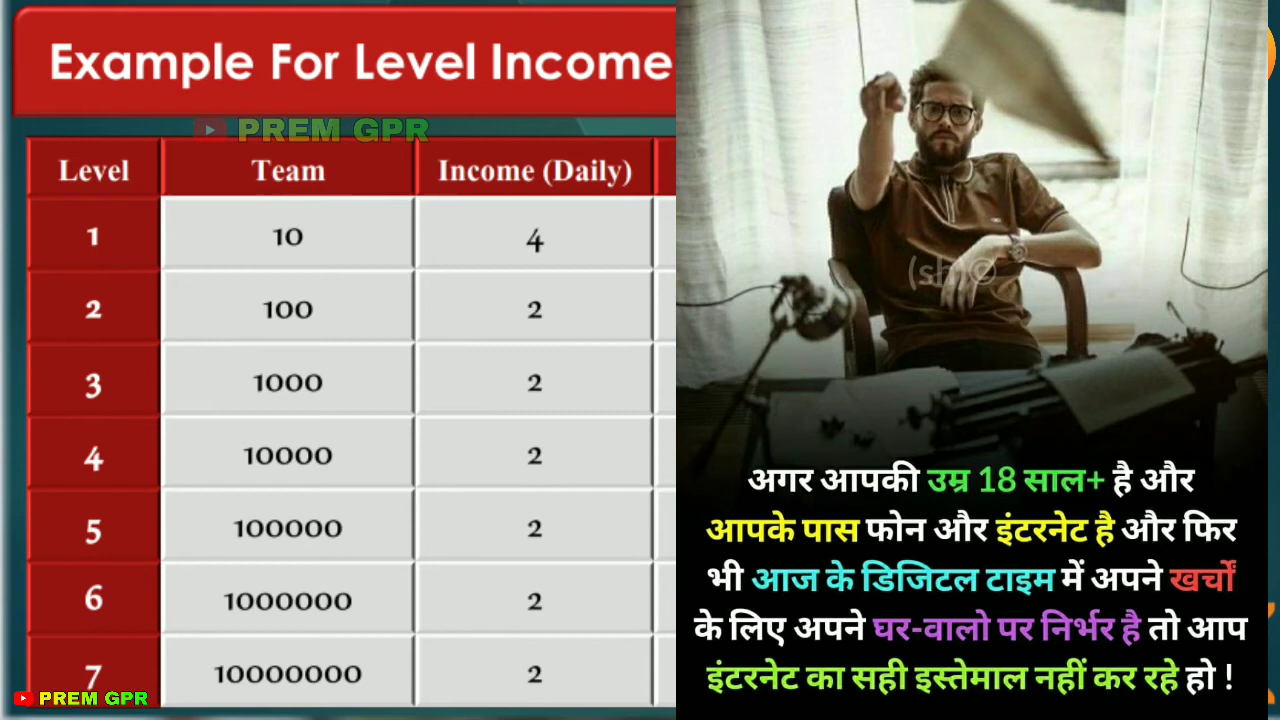 Example For Level Income
PREM GPR
Level Team Income (Daily)
1 10 4
2 100 2
3 1000 2
4 10000 2
5 100000 2
6 1000000 2
7 10000000 2
PREM GPR
(sh)©
अगर आपकी उम्र 18 साल+ है और
आपके पास फोन और इंटरनेट है और फिर
भी आज के डिजिटल टाइम में अपने खर्चों
के लिए अपने घर-वालो पर निर्भर है तो आप
इंटरनेट का सही इस्तेमाल नहीं कर रहे हो !